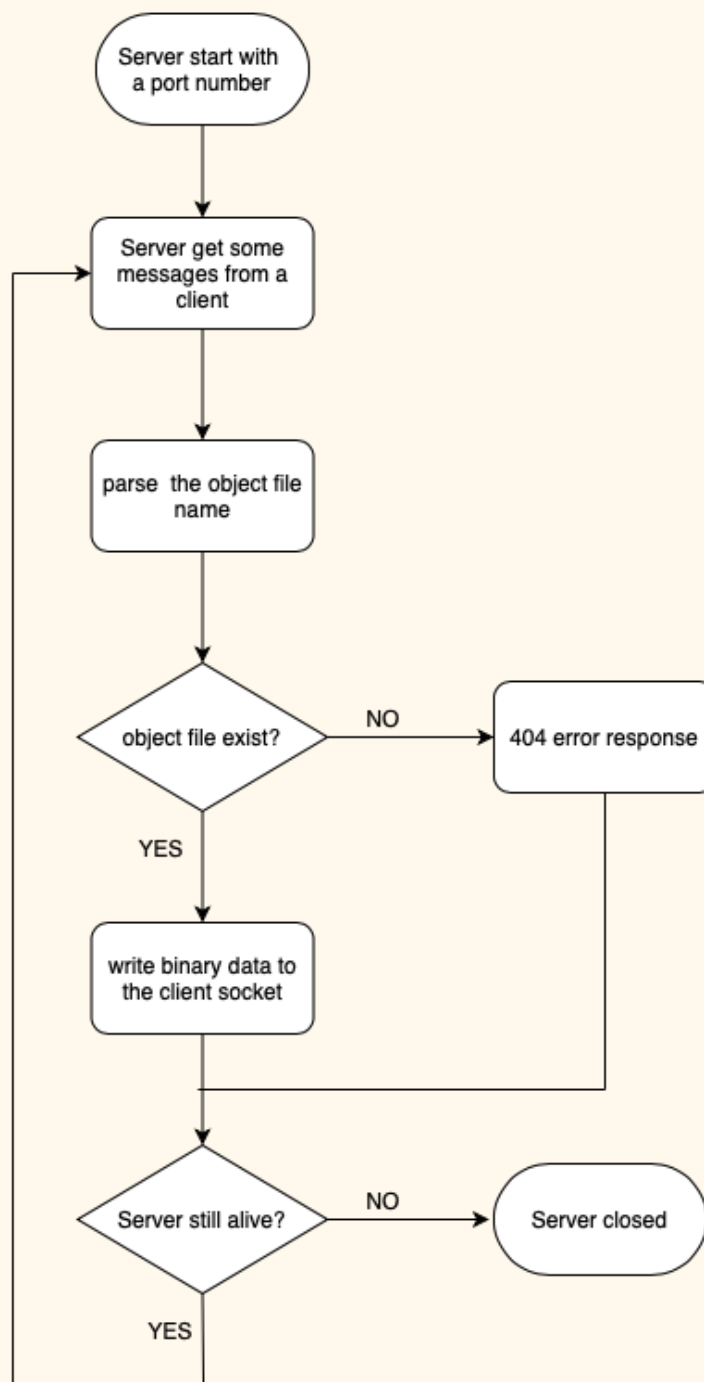 Server start with
a port number
Server get some
messages from a
client
parse the object file
name
object file exist?
NO
404 error response
YES
write binary data to
the client socket
Server still alive?
NO
Server closed
YES